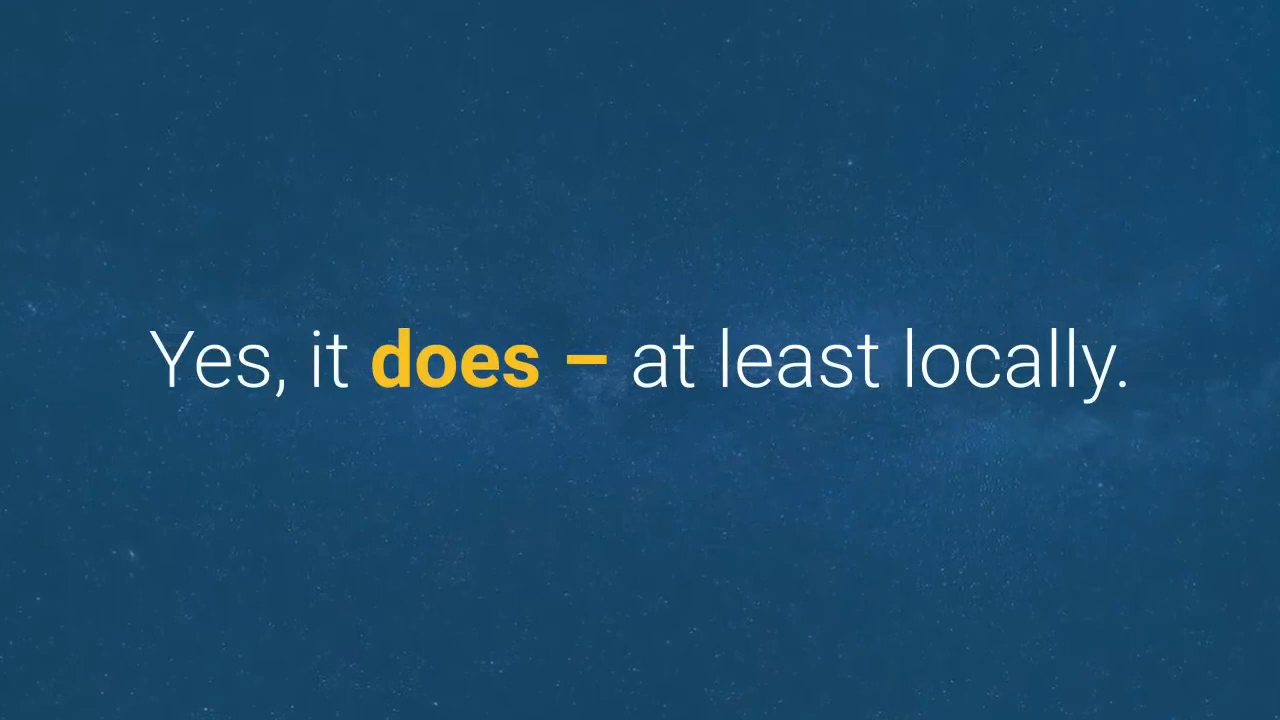 Yes, it does – at least locally.